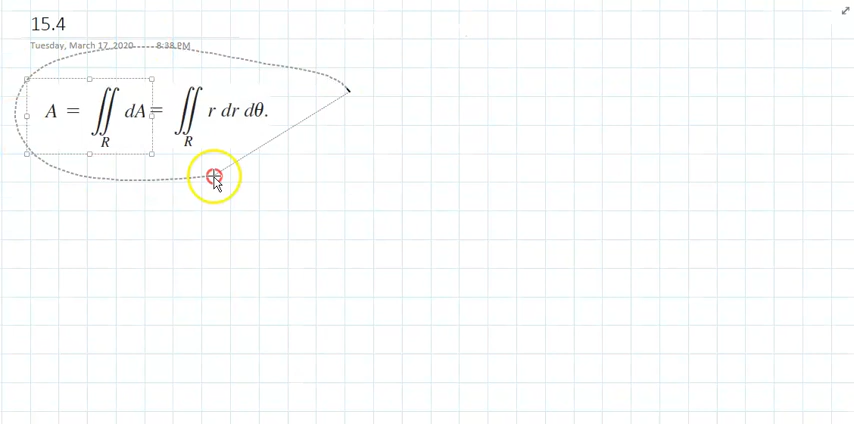 15.4
Tuesday, March 17, 2020 8:38 PM
A = ∬_R dA = ∬_R r dr dθ.